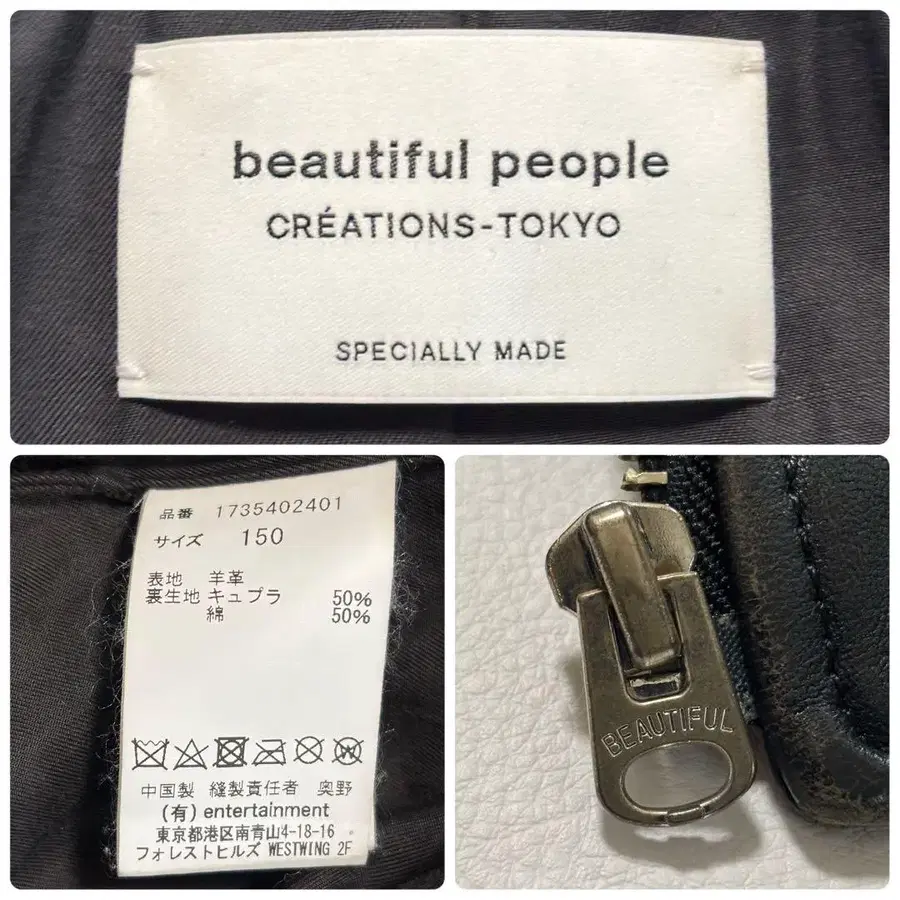 beautiful people
CRÉATIONS-TOKYO
SPECIALLY MADE
品番 1735402401
サイズ 150
表地 羊革
裏生地 キュプラ 50%
綿 50%
中国製 縫製責任者 奥野
(有) entertainment
東京都港区南青山4-18-16
フォレストヒルズ WESTWING 2F
BEAUTIFUL